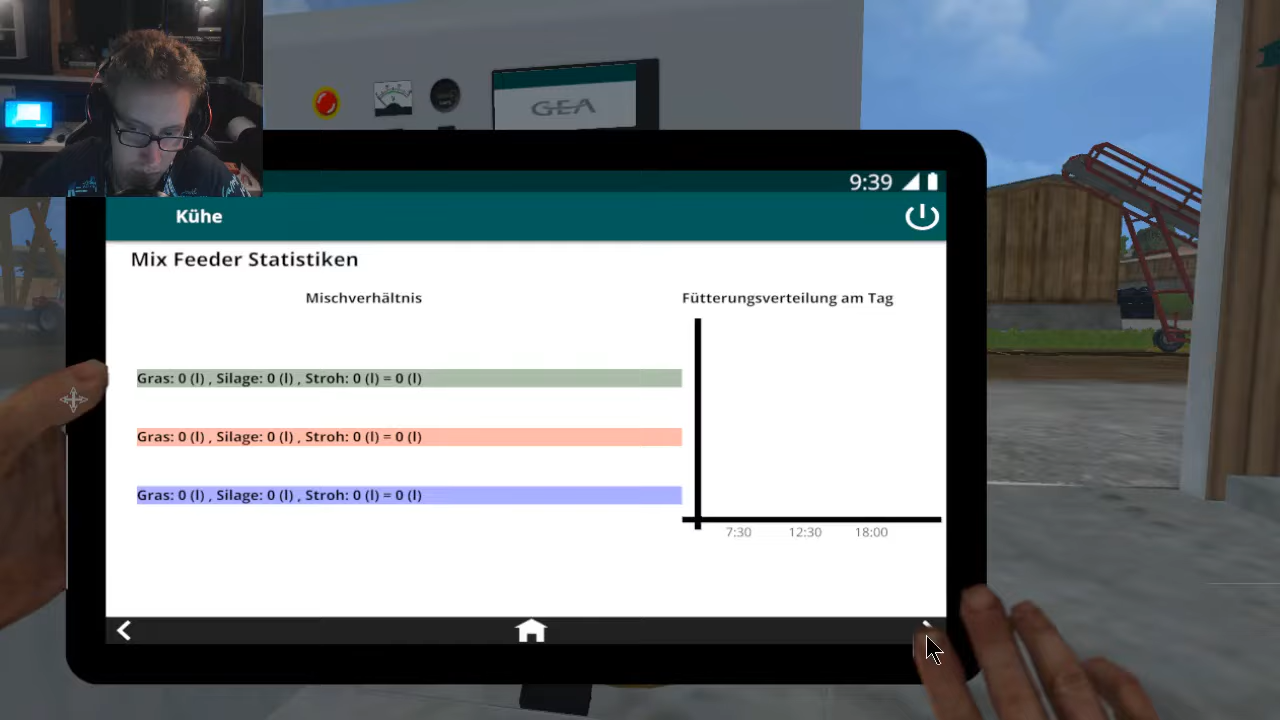 GEA
9:39
Kühe
Mix Feeder Statistiken
Mischverhältnis
Fütterungsverteilung am Tag
Gras: 0 (l) , Silage: 0 (l) , Stroh: 0 (l) = 0 (l)
Gras: 0 (l) , Silage: 0 (l) , Stroh: 0 (l) = 0 (l)
Gras: 0 (l) , Silage: 0 (l) , Stroh: 0 (l) = 0 (l)
7:30 12:30 18:00